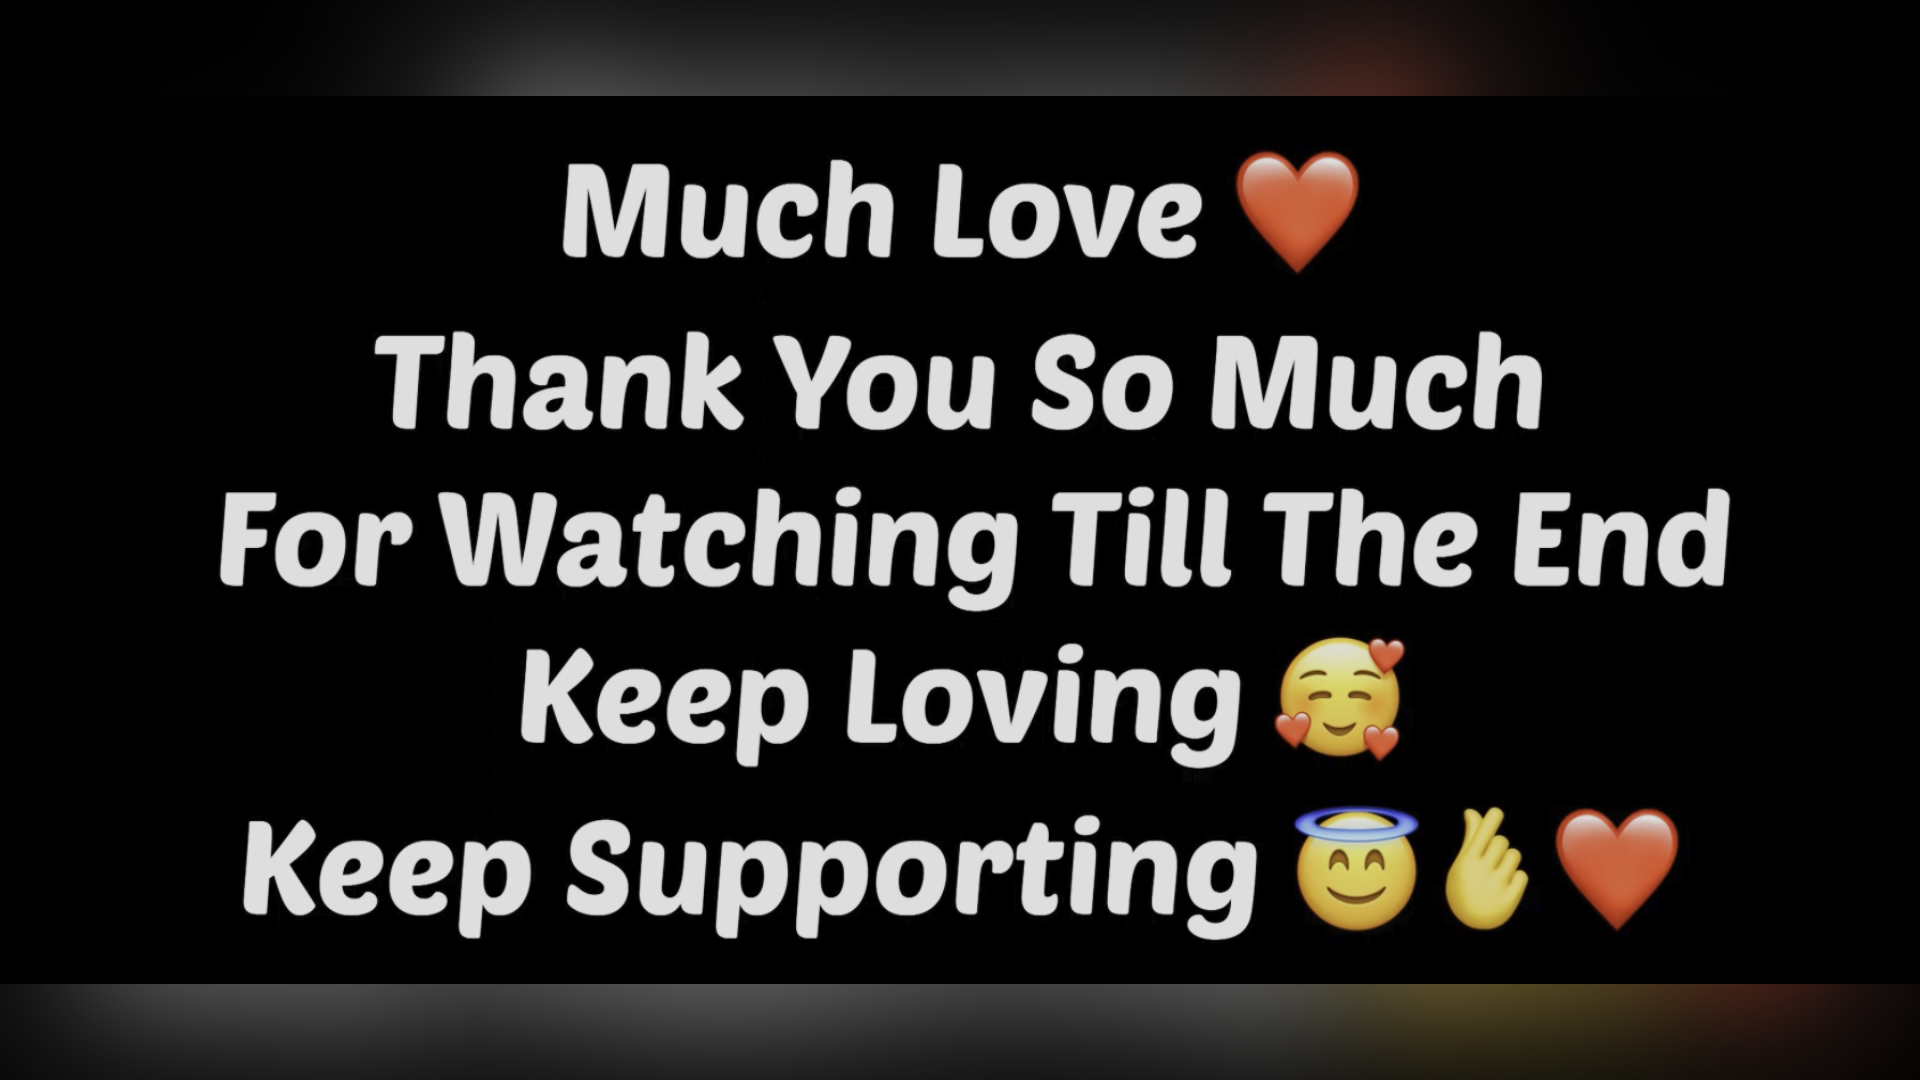 Much Love ❤️
Thank You So Much
For Watching Till The End
Keep Loving 🥰
Keep Supporting 😇🫰❤️